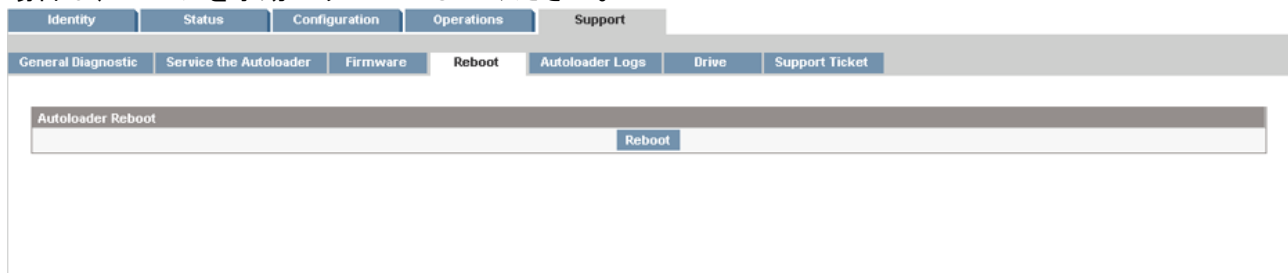 Identity Status Configuration Operations Support
General Diagnostic Service the Autoloader Firmware Reboot Autoloader Logs Drive Support Ticket
Autoloader Reboot
Reboot